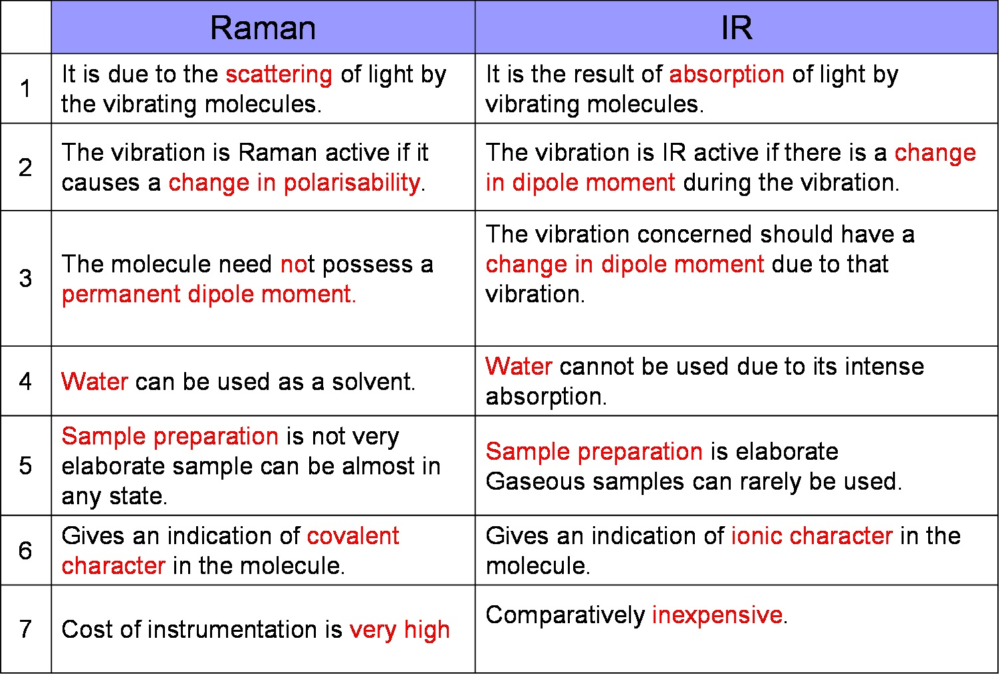 Raman IR
1
It is due to the scattering of light by
the vibrating molecules.
It is the result of absorption of light by
vibrating molecules.
2
The vibration is Raman active if it
causes a change in polarisability.
The vibration is IR active if there is a change
in dipole moment during the vibration.
3
The molecule need not possess a
permanent dipole moment.
The vibration concerned should have a
change in dipole moment due to that
vibration.
4
Water can be used as a solvent.
Water cannot be used due to its intense
absorption.
5
Sample preparation is not very
elaborate sample can be almost in
any state.
Sample preparation is elaborate
Gaseous samples can rarely be used.
6
Gives an indication of covalent
character in the molecule.
Gives an indication of ionic character in the
molecule.
7
Cost of instrumentation is very high
Comparatively inexpensive.